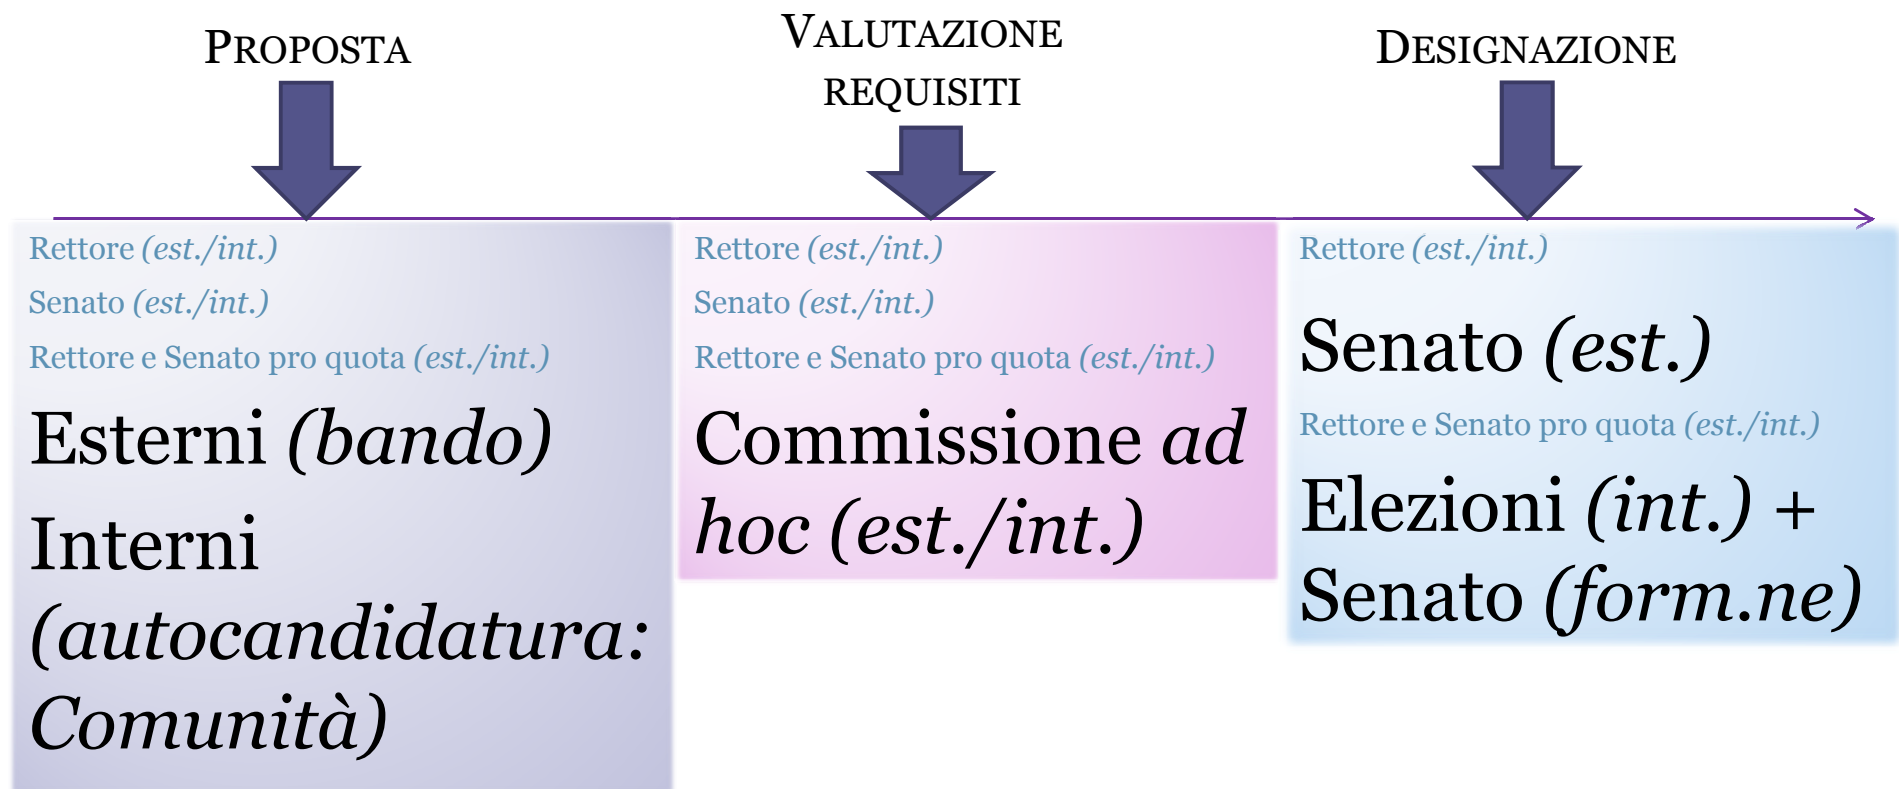 PROPOSTA
VALUTAZIONE
REQUISITI
DESIGNAZIONE
Rettore (est./int.)
Senato (est./int.)
Rettore e Senato pro quota (est./int.)
Esterni (bando)
Interni
(autocandidatura:
Comunità)
Rettore (est./int.)
Senato (est./int.)
Rettore e Senato pro quota (est./int.)
Commissione ad
hoc (est./int.)
Rettore (est./int.)
Senato (est.)
Rettore e Senato pro quota (est./int.)
Elezioni (int.) +
Senato (form.ne)